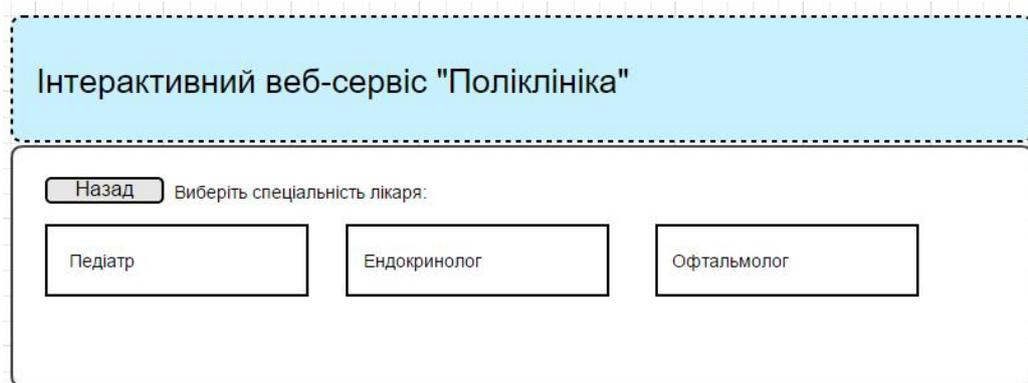 Інтерактивний веб-сервіс "Поліклініка"
Назад Виберіть спеціальність лікаря:
Педіатр Ендокринолог Офтальмолог